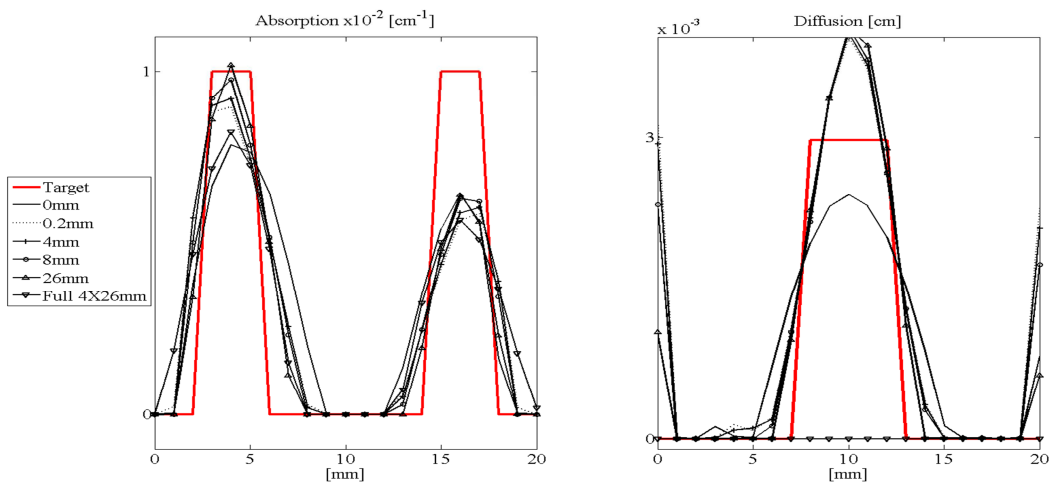 Absorption x10-2 [cm-1]
1
0
0
5
10
15
20
[mm]
Target
0mm
0.2mm
4mm
8mm
26mm
Full 4X26mm
Diffusion [cm]
x 10-3
3
0
0
5
10
15
20
[mm]